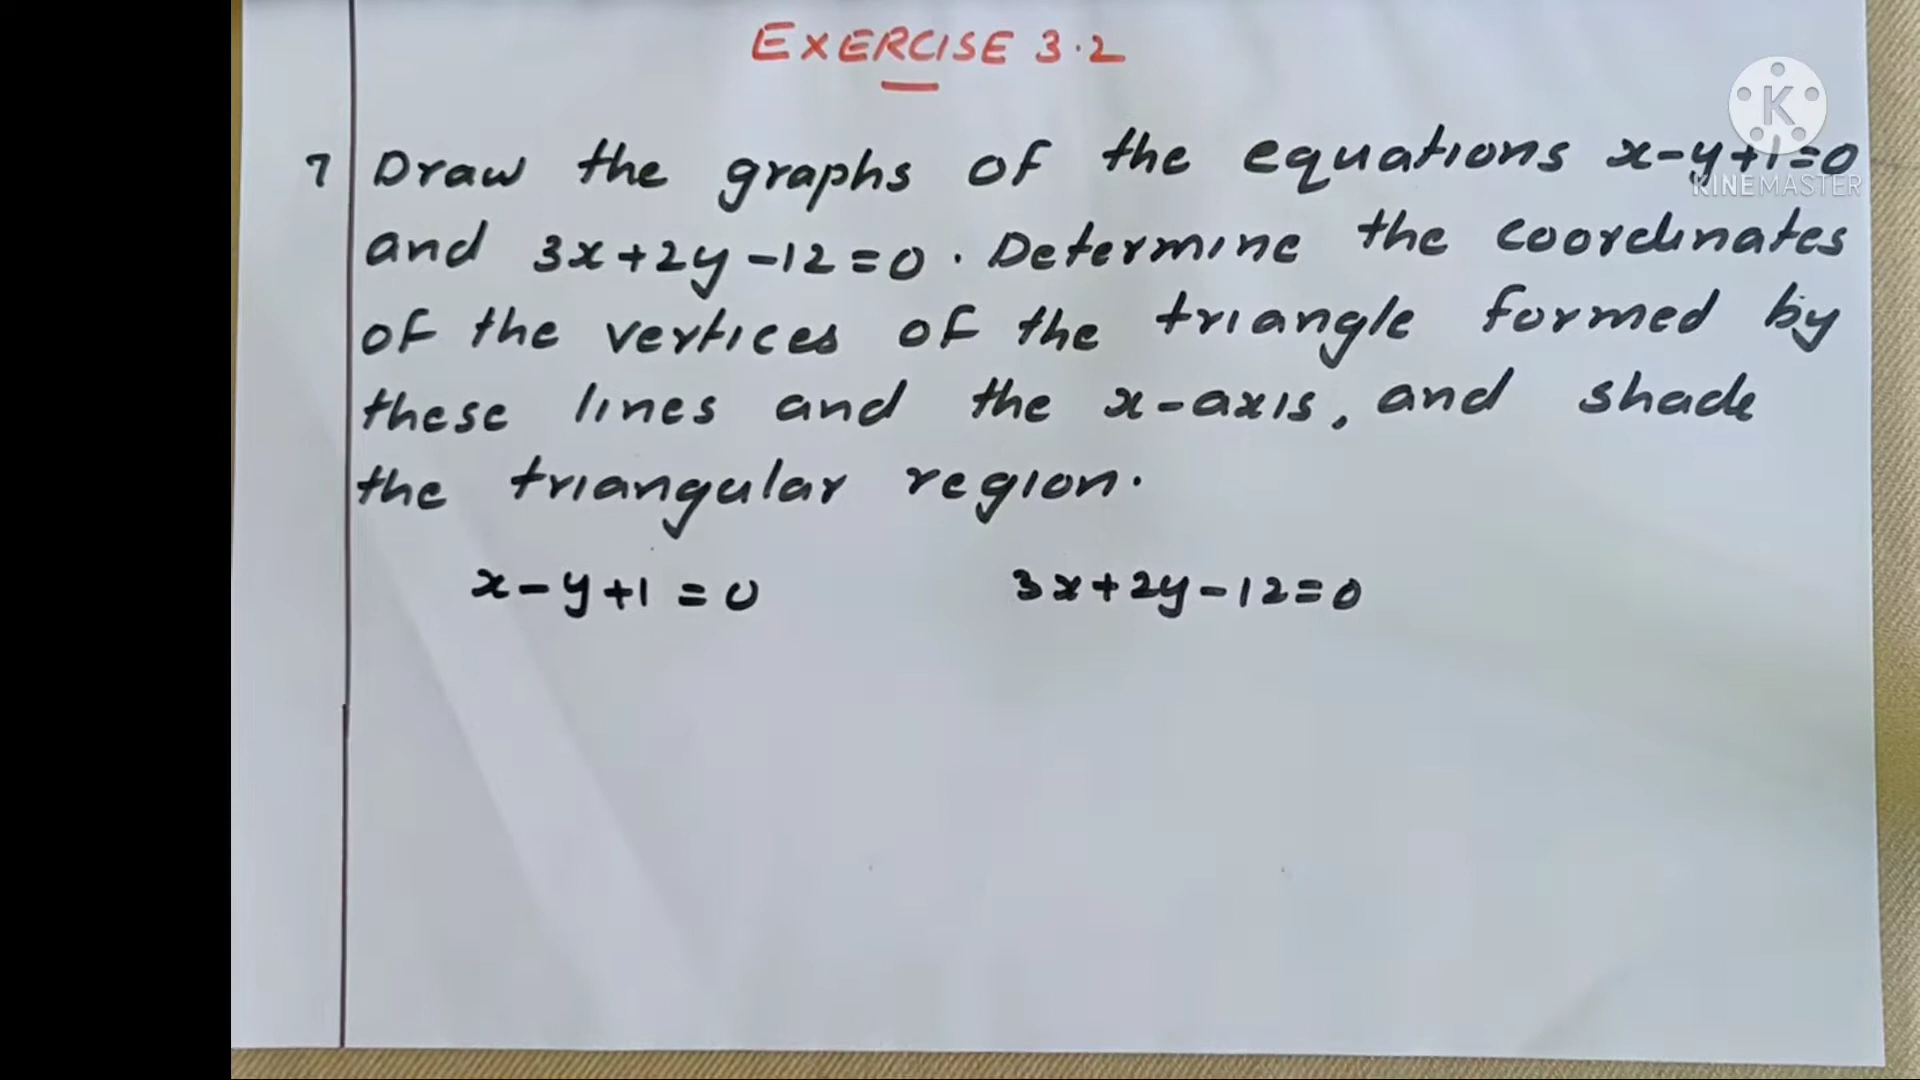 EXERCISE 3.2
7 Draw the graphs of the equations x-y+1=0
KINEMASTER
and 3x+2y-12=0. Determine the coordinates
of the vertices of the triangle formed by
these lines and the x-axis, and shade
the triangular region.
x-y+1=0 3x+2y-12=0